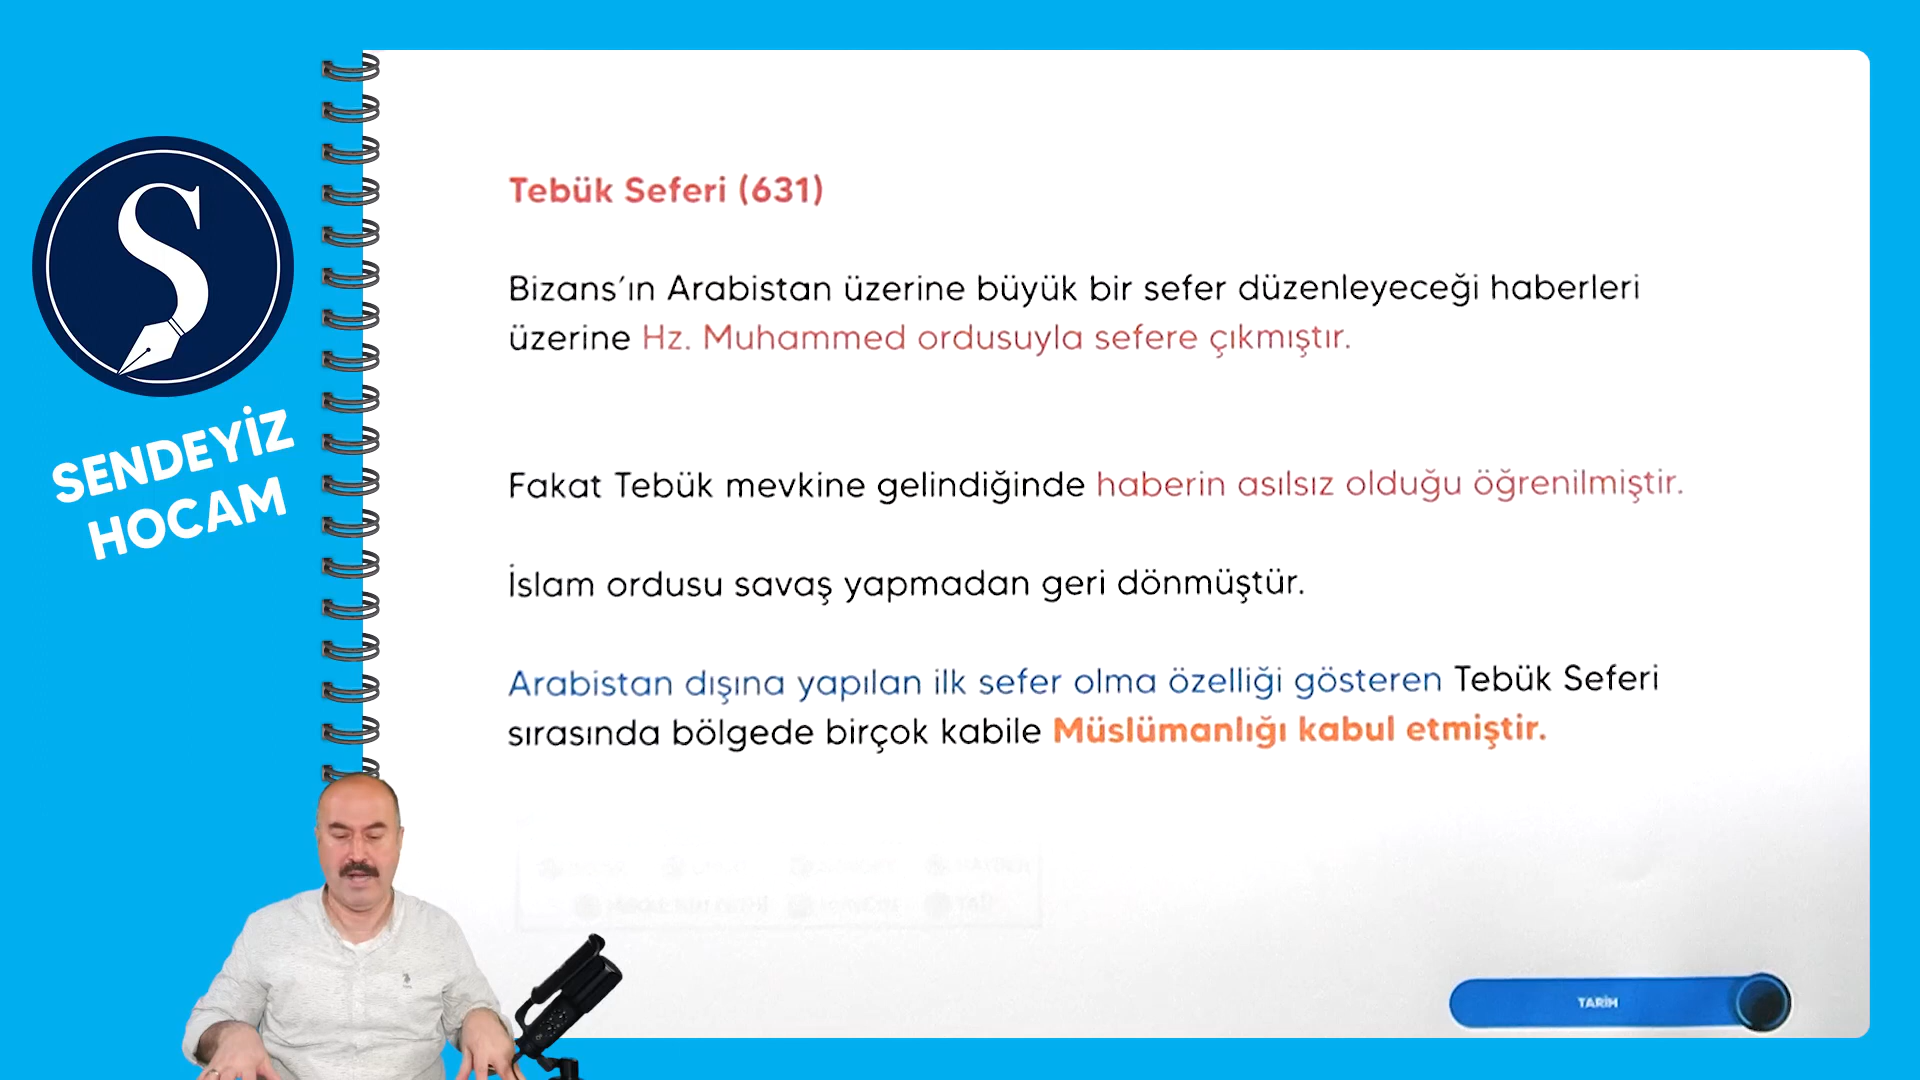 S
SENDEYİZ
HOCAM
Tebük Seferi (631)
Bizans'ın Arabistan üzerine büyük bir sefer düzenleyeceği haberleri
üzerine Hz. Muhammed ordusuyla sefere çıkmıştır.
Fakat Tebük mevkine gelindiğinde haberin asılsız olduğu öğrenilmiştir.
İslam ordusu savaş yapmadan geri dönmüştür.
Arabistan dışına yapılan ilk sefer olma özelliği gösteren Tebük Seferi
sırasında bölgede birçok kabile Müslümanlığı kabul etmiştir.
TARİH